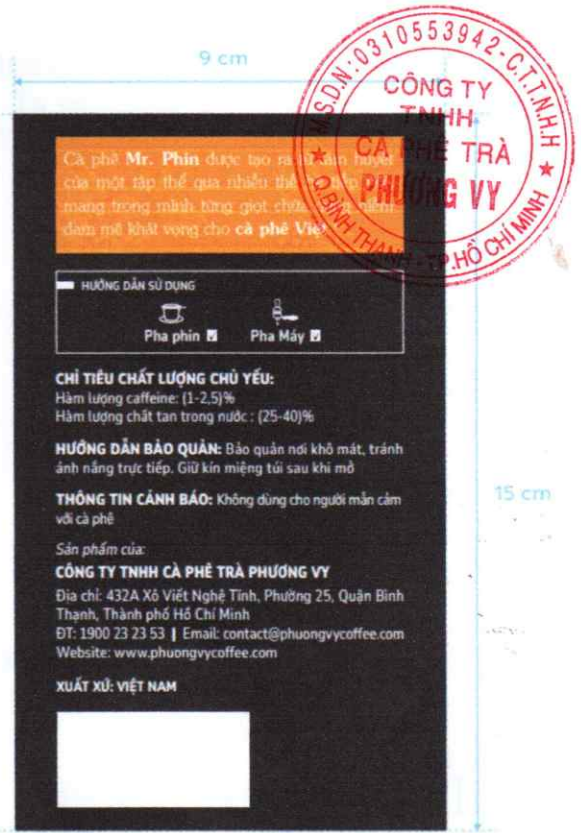 9 cm
M.S.D.N: 0310553942-C.T.T.N.H.H
CÔNG TY
TNHH
CÀ PHÊ TRÀ
PHƯƠNG VY
Q.BÌNH THẠNH - TP.HỒ CHÍ MINH
Cà phê Mr. Phin được tạo ra
của một tập thể qua nhiều
mang trong mình từng giọt
đam mê khát vọng cho cà phê Việt
HƯỚNG DẪN SỬ DỤNG
Pha phin ☑ Pha Máy ☑
CHỈ TIÊU CHẤT LƯỢNG CHỦ YẾU:
Hàm lượng caffeine: (1-2,5)%
Hàm lượng chất tan trong nước : (25-40)%
HƯỚNG DẪN BẢO QUẢN: Bảo quản nơi khô mát, tránh
ánh nắng trực tiếp. Giữ kín miệng túi sau khi mở
THÔNG TIN CẢNH BÁO: Không dùng cho người mẫn cảm
với cà phê
15 cm
Sản phẩm của:
CÔNG TY TNHH CÀ PHÊ TRÀ PHƯƠNG VY
Địa chỉ: 432A Xô Viết Nghệ Tĩnh, Phường 25, Quận Bình
Thạnh, Thành phố Hồ Chí Minh
ĐT: 1900 23 23 53 | Email: contact@phuongvycoffee.com
Website: www.phuongvycoffee.com
XUẤT XỨ: VIỆT NAM